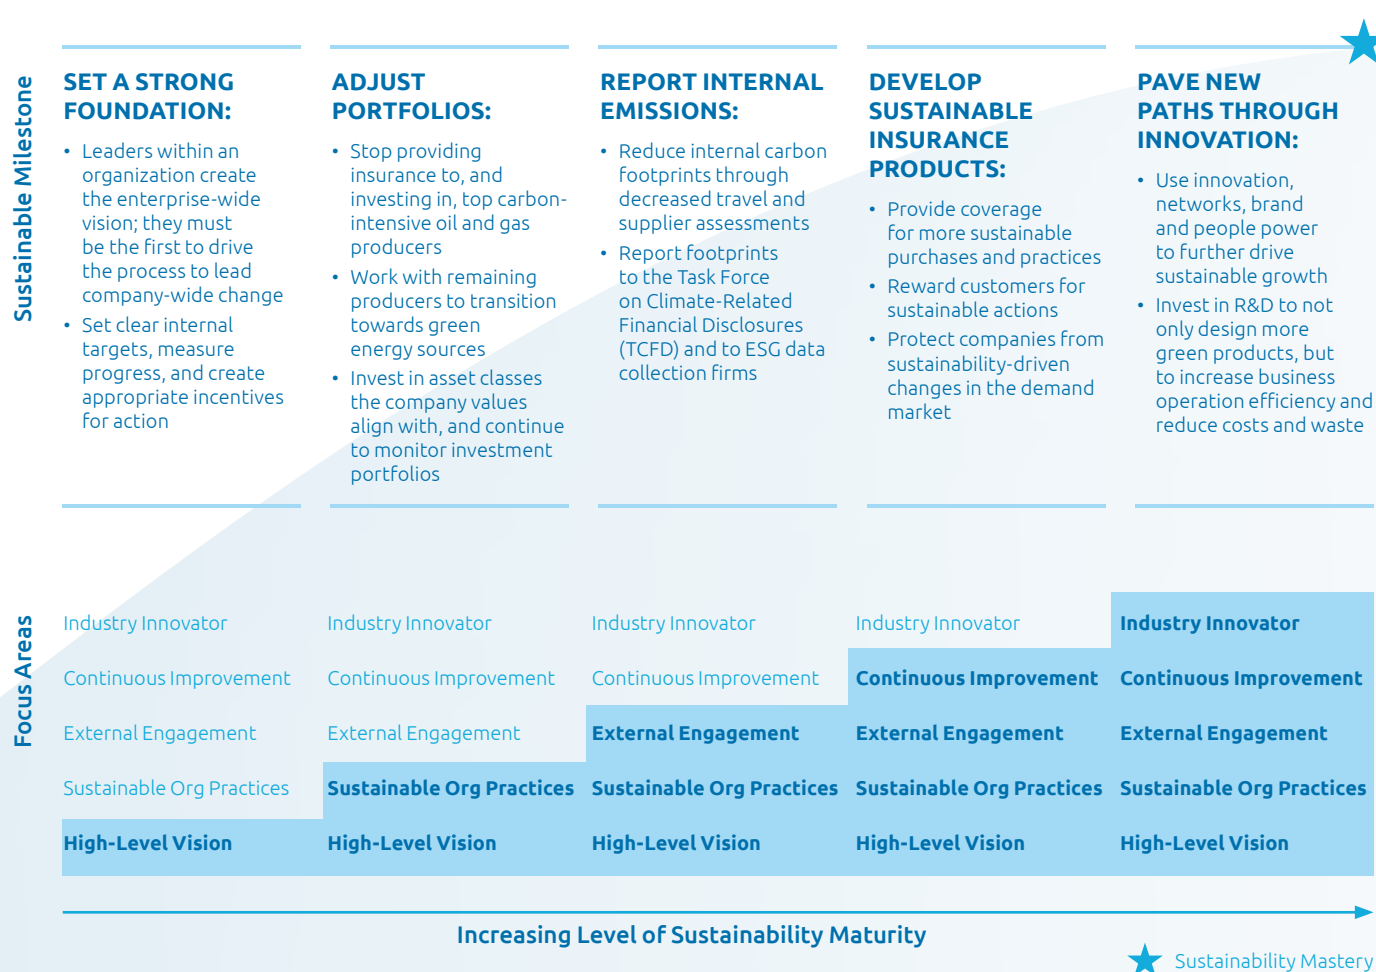 Sustainable Milestone
SET A STRONG
FOUNDATION:
• Leaders within an
organization create
the enterprise-wide
vision; they must
be the first to drive
the process to lead
company-wide change
• Set clear internal
targets, measure
progress, and create
appropriate incentives
for action
ADJUST
PORTFOLIOS:
• Stop providing
insurance to, and
investing in, top carbon-
intensive oil and gas
producers
• Work with remaining
producers to transition
towards green
energy sources
• Invest in asset classes
the company values
align with, and continue
to monitor investment
portfolios
REPORT INTERNAL
EMISSIONS:
• Reduce internal carbon
footprints through
decreased travel and
supplier assessments
• Report footprints
to the Task Force
on Climate-Related
Financial Disclosures
(TCFD) and to ESG data
collection firms
DEVELOP
SUSTAINABLE
INSURANCE
PRODUCTS:
• Provide coverage
for more sustainable
purchases and practices
• Reward customers for
sustainable actions
• Protect companies from
sustainability-driven
changes in the demand
market
PAVE NEW
PATHS THROUGH
INNOVATION:
• Use innovation,
networks, brand
and people power
to further drive
sustainable growth
• Invest in R&D to not
only design more
green products, but
to increase business
operation efficiency and
reduce costs and waste
Focus Areas
Industry Innovator
Industry Innovator
Industry Innovator
Industry Innovator
Industry Innovator
Continuous Improvement
Continuous Improvement
Continuous Improvement
Continuous Improvement
Continuous Improvement
External Engagement
External Engagement
External Engagement
External Engagement
External Engagement
Sustainable Org Practices
Sustainable Org Practices
Sustainable Org Practices
Sustainable Org Practices
Sustainable Org Practices
High-Level Vision
High-Level Vision
High-Level Vision
High-Level Vision
High-Level Vision
Increasing Level of Sustainability Maturity
Sustainability Mastery